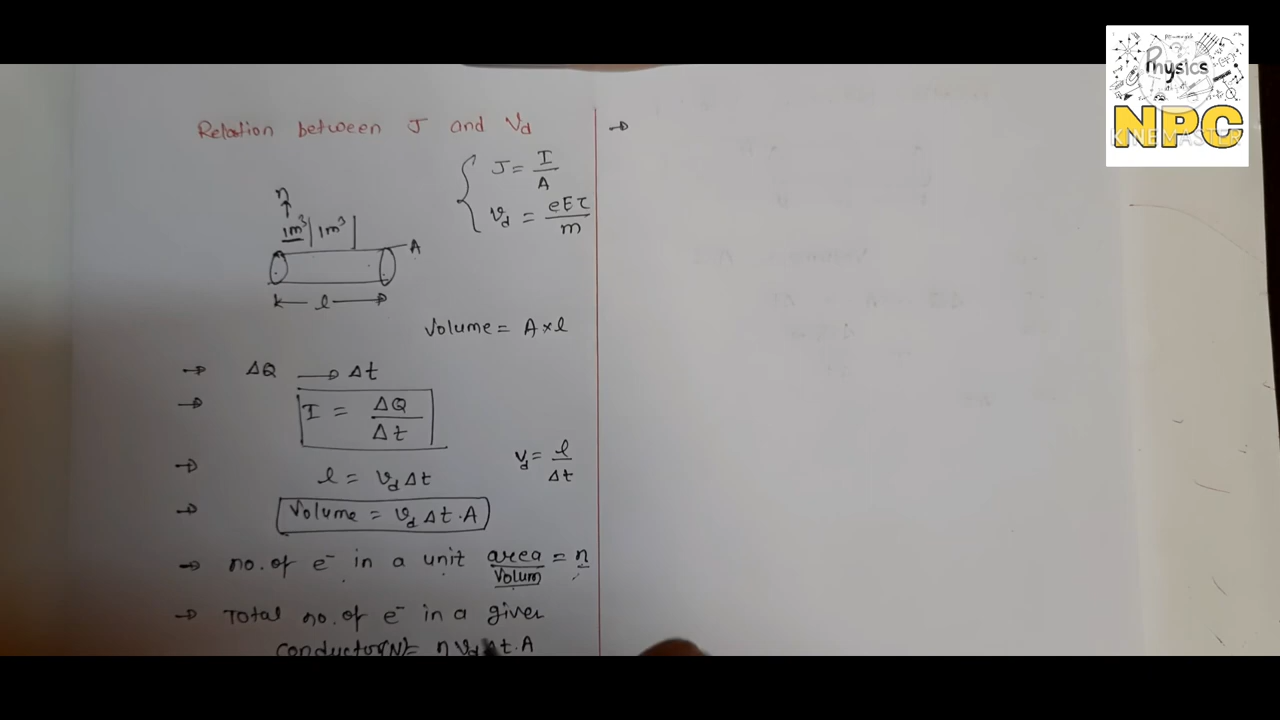 Relation between J and Vd
J = I/A
vd = eEτ/m
n
1m³ | 1m³ |
A
l
Volume = A × l
→ ΔQ → Δt
→ I = ΔQ/Δt
→ l = vd Δt
vd = l/Δt
→ Volume = vd Δt·A
→ no. of e⁻ in a unit area = n
Volum
→ Total no. of e⁻ in a given
conductor(N) = n vd Δt·A
→
Physics
NPC
KINEMASTER